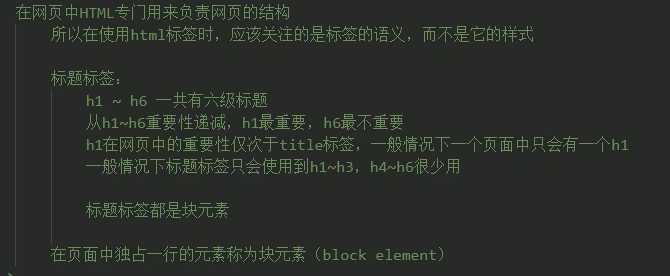 在网页中HTML专门用来负责网页的结构
所以在使用html标签时，应该关注的是标签的语义，而不是它的样式
标题标签：
h1 ~ h6 一共有六级标题
从h1~h6重要性递减，h1最重要，h6最不重要
h1在网页中的重要性仅次于title标签，一般情况下一个页面中只会有一个h1
一般情况下标题标签只会使用到h1~h3，h4~h6很少用
标题标签都是块元素
在页面中独占一行的元素称为块元素（block element）